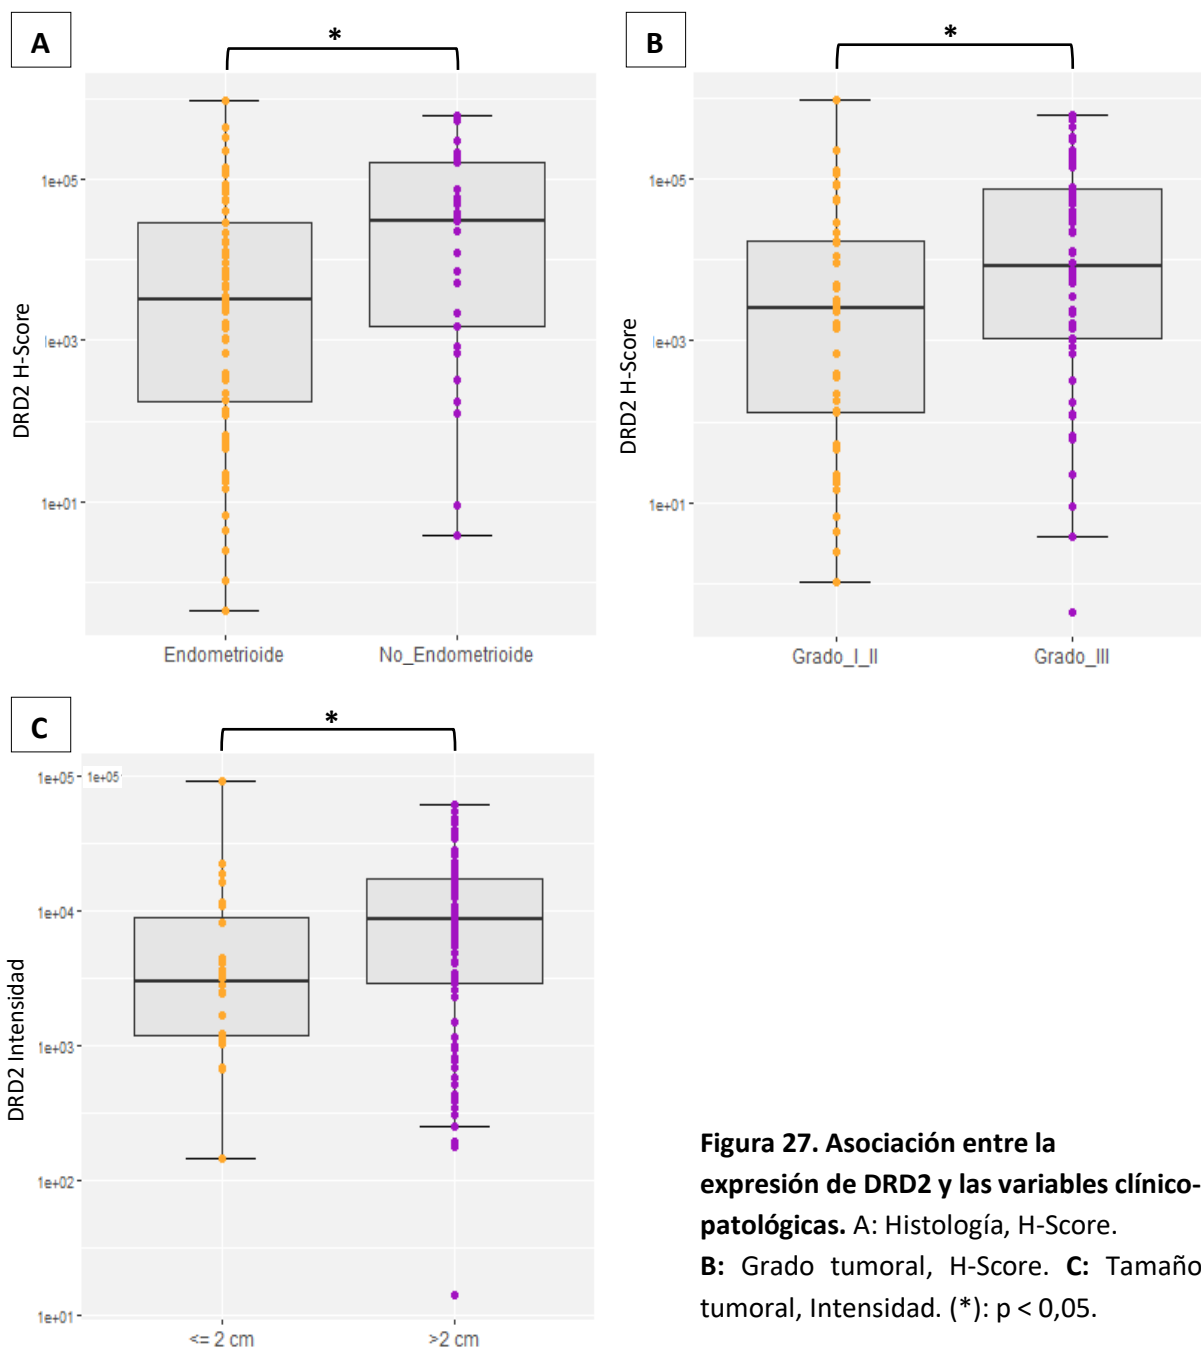 A
*
DRD2 H-Score
1e+05
1e+03
1e+01
Endometrioide
No_Endometrioide
B
*
DRD2 H-Score
1e+05
1e+03
1e+01
Grado_I_II
Grado_III
C
*
DRD2 Intensidad
1e+05
1e+05
1e+04
1e+03
1e+02
1e+01
<= 2 cm
>2 cm
Figura 27. Asociación entre la
expresión de DRD2 y las variables clínico-
patológicas. A: Histología, H-Score.
B: Grado tumoral, H-Score. C: Tamaño
tumoral, Intensidad. (*): p < 0,05.